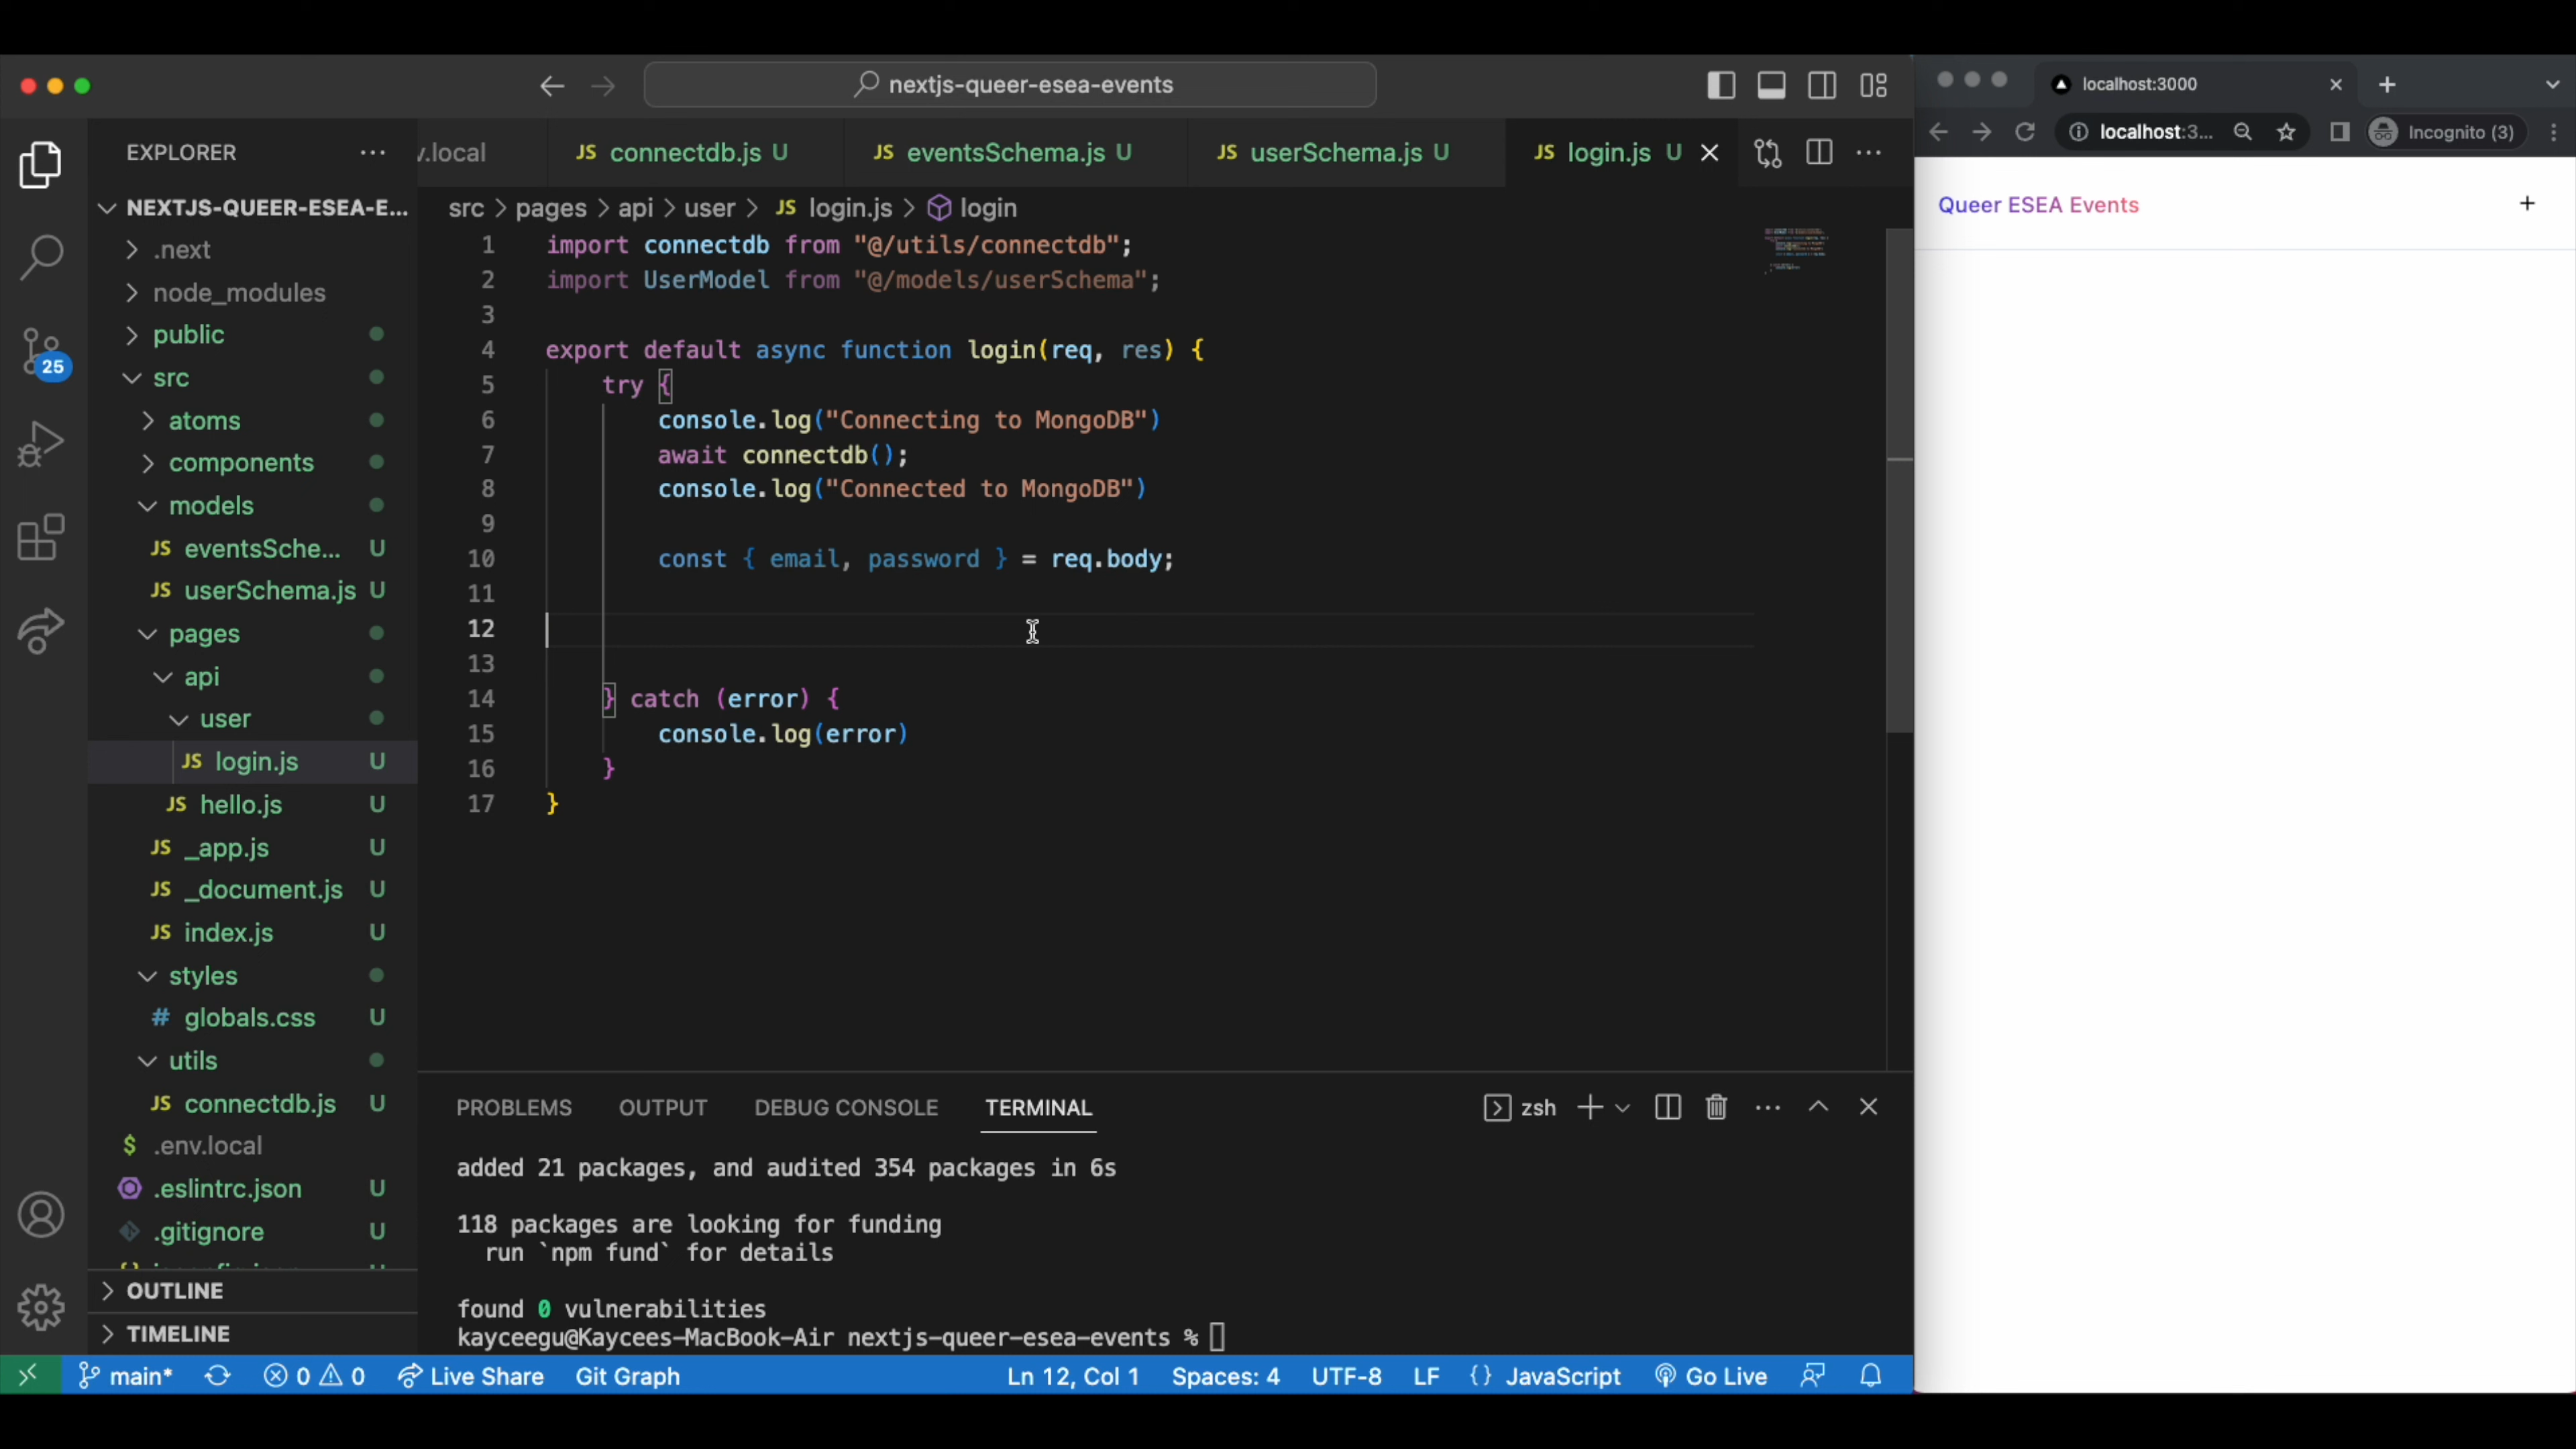 nextjs-queer-esea-events
localhost:3000
localhost:3...
Incognito (3)
EXPLORER
.local
JS connectdb.js U
JS eventsSchema.js U
JS userSchema.js U
JS login.js U
NEXTJS-QUEER-ESEA-E...
src > pages > api > user > JS login.js > login
Queer ESEA Events
+
.next
node_modules
public
src
atoms
components
models
JS eventsSche... U
JS userSchema.js U
pages
api
user
JS login.js U
JS hello.js U
JS _app.js U
JS _document.js U
JS index.js U
styles
# globals.css U
utils
JS connectdb.js U
$ .env.local
.eslintrc.json U
.gitignore U
OUTLINE
TIMELINE
25
1 import connectdb from "@/utils/connectdb";
2 import UserModel from "@/models/userSchema";
3
4 export default async function login(req, res) {
5 try {
6 console.log("Connecting to MongoDB")
7 await connectdb();
8 console.log("Connected to MongoDB")
9
10 const { email, password } = req.body;
11
12
13
14 } catch (error) {
15 console.log(error)
16 }
17 }
PROBLEMS OUTPUT DEBUG CONSOLE TERMINAL
zsh
added 21 packages, and audited 354 packages in 6s
118 packages are looking for funding
run `npm fund` for details
found 0 vulnerabilities
kayceegu@Kaycees-MacBook-Air nextjs-queer-esea-events %
main* 0 0 Live Share Git Graph Ln 12, Col 1 Spaces: 4 UTF-8 LF {} JavaScript Go Live